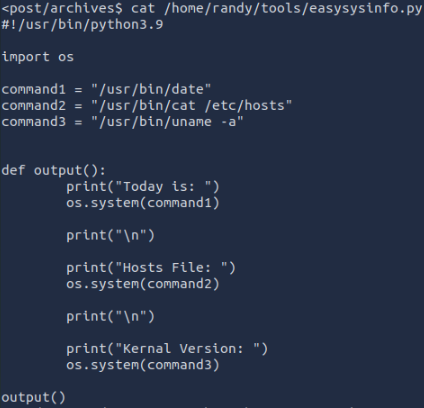 <post/archives$ cat /home/randy/tools/easysysinfo.py
#!/usr/bin/python3.9
import os
command1 = "/usr/bin/date"
command2 = "/usr/bin/cat /etc/hosts"
command3 = "/usr/bin/uname -a"
def output():
        print("Today is: ")
        os.system(command1)
        print("\n")
        print("Hosts File: ")
        os.system(command2)
        print("\n")
        print("Kernal Version: ")
        os.system(command3)
output()